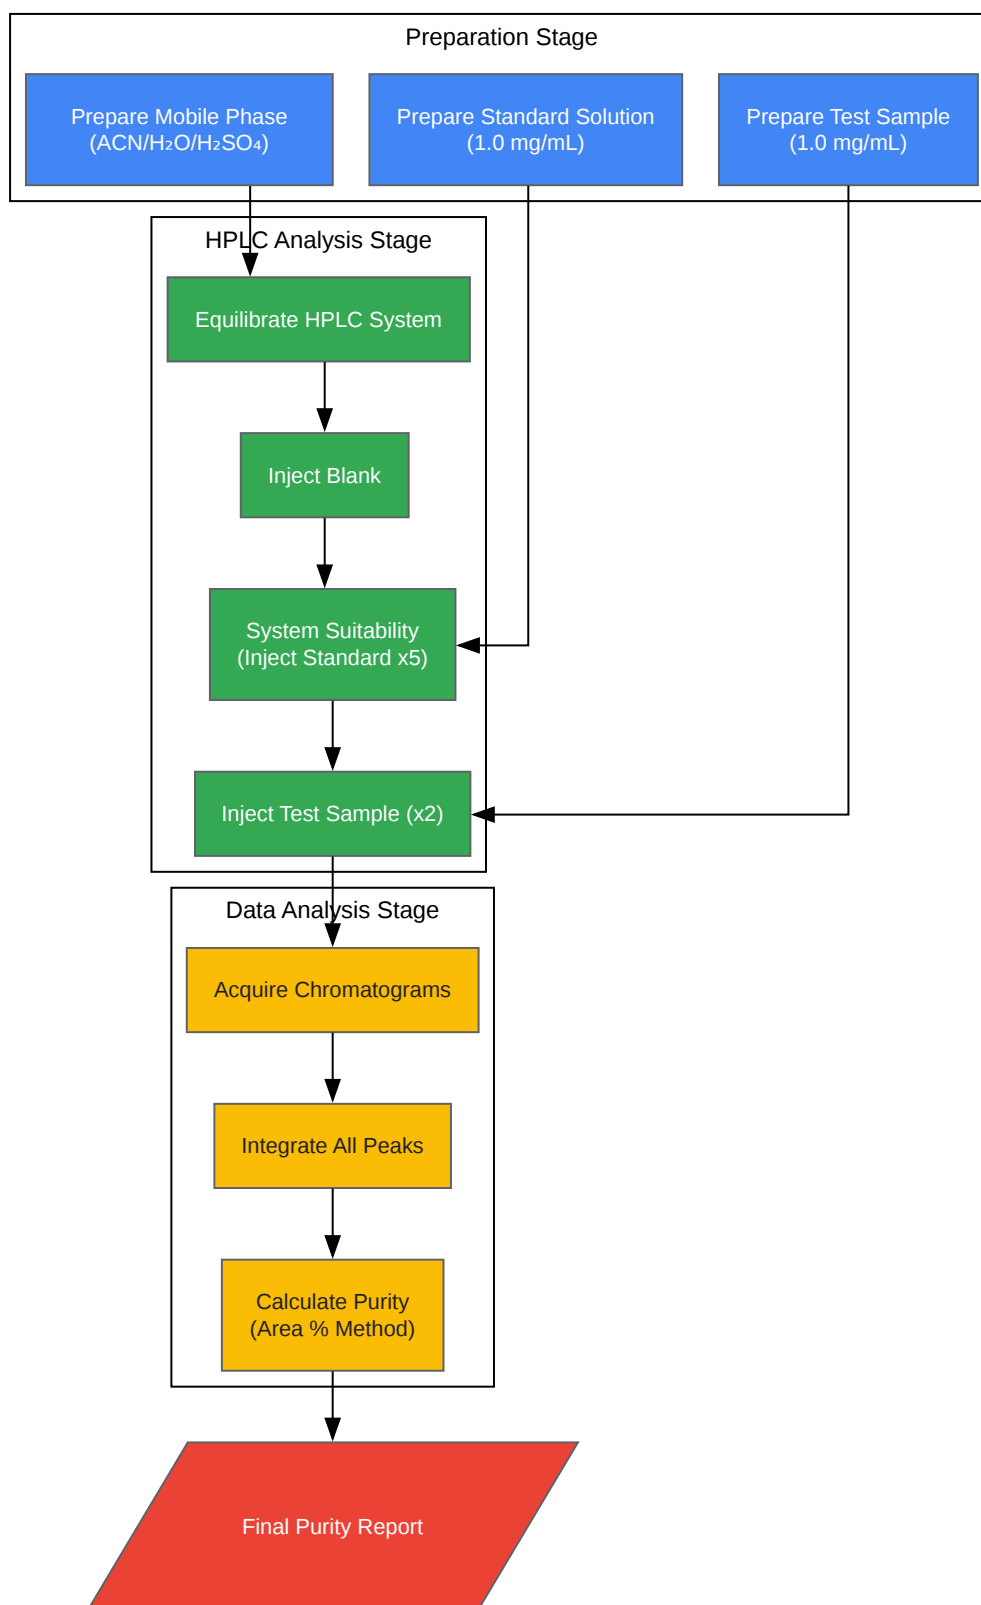 Preparation Stage
Prepare Mobile Phase
(ACN/H₂O/H₂SO₄)
Prepare Standard Solution
(1.0 mg/mL)
Prepare Test Sample
(1.0 mg/mL)
HPLC Analysis Stage
Equilibrate HPLC System
Inject Blank
System Suitability
(Inject Standard x5)
Inject Test Sample (x2)
Data Analysis Stage
Acquire Chromatograms
Integrate All Peaks
Calculate Purity
(Area % Method)
Final Purity Report